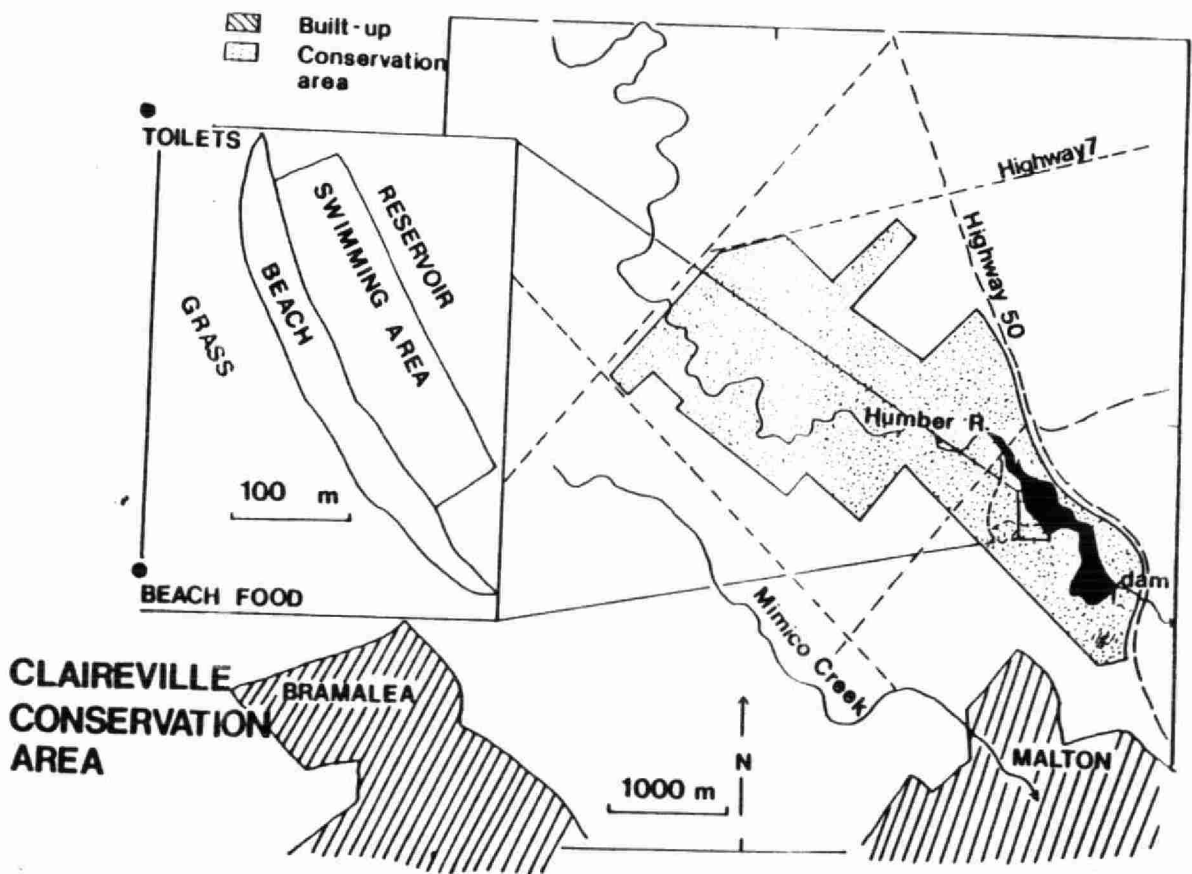 Built-up
Conservation
area
TOILETS
RESERVOIR
SWIMMING AREA
BEACH
GRASS
100 m
BEACH FOOD
Highway 7
Highway 50
Humber R.
dam
Mimico Creek
CLAIREVILLE
CONSERVATION
AREA
BRAMALEA
N
1000 m
MALTON